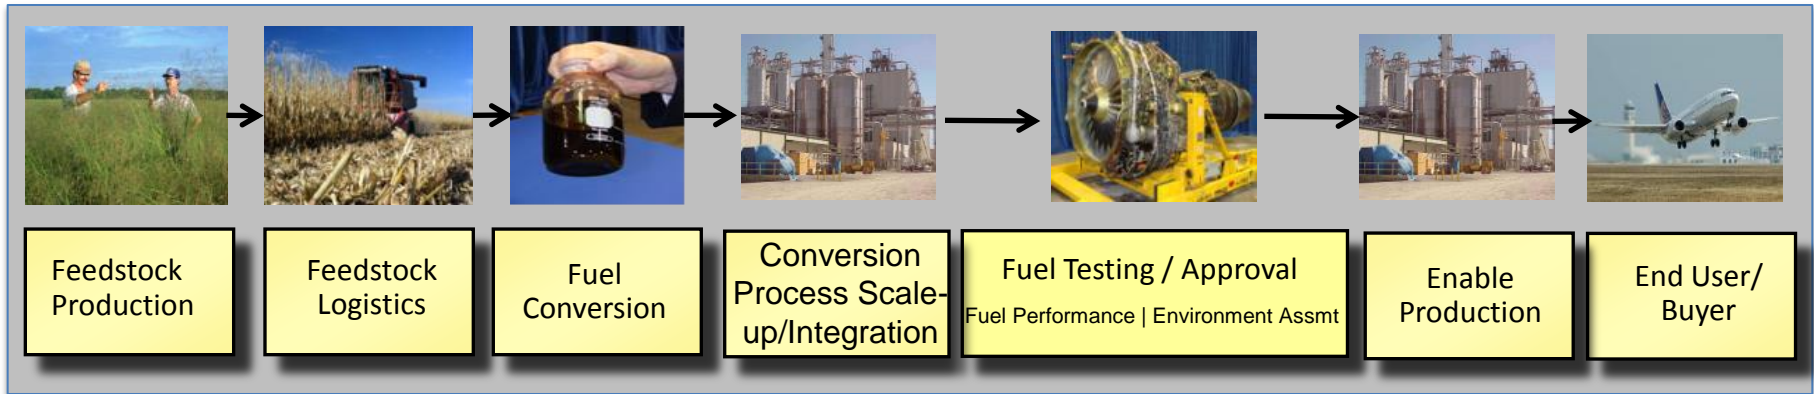 Feedstock
Production
Feedstock
Logistics
Fuel
Conversion
Conversion
Process Scale-
up/Integration
Fuel Testing / Approval
Fuel Performance | Environment Assmt
Enable
Production
End User/
Buyer